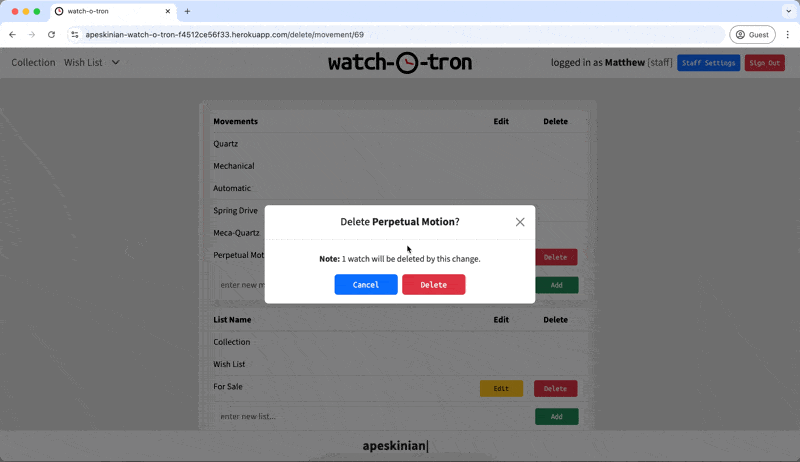 watch-o-tron
apeskinian-watch-o-tron-f4512ce56f33.herokuapp.com/delete/movement/69
Guest
Collection Wish List watch-O-tron logged in as Matthew [staff] Staff Settings Sign Out
Movements Edit Delete
Quartz
Mechanical
Automatic
Spring Drive
Meca-Quartz
Perpetual Mot Delete
enter new m Add
Delete Perpetual Motion?
Note: 1 watch will be deleted by this change.
Cancel Delete
List Name Edit Delete
Collection
Wish List
For Sale Edit Delete
enter new list... Add
apeskinian|